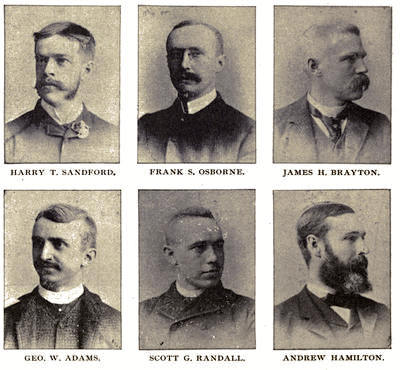 HARRY T. SANDFORD. FRANK S. OSBORNE. JAMES H. BRAYTON.
GEO. W. ADAMS. SCOTT G. RANDALL. ANDREW HAMILTON.